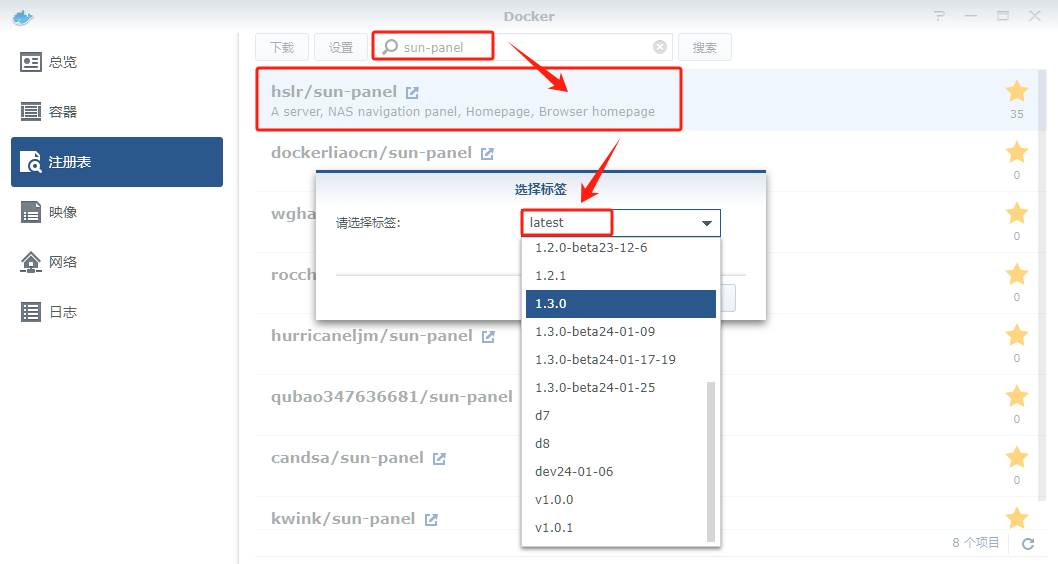 Docker
总览
容器
注册表
映像
网络
日志
下载
设置
sun-panel
搜索
hslr/sun-panel
A server, NAS navigation panel, Homepage, Browser homepage
35
dockerliaocn/sun-panel
0
wgha
0
rocch
0
hurricaneljm/sun-panel
0
qubao347636681/sun-panel
0
candsa/sun-panel
0
kwink/sun-panel
8 个项目
选择标签
请选择标签:
latest
1.2.0-beta23-12-6
1.2.1
1.3.0
1.3.0-beta24-01-09
1.3.0-beta24-01-17-19
1.3.0-beta24-01-25
d7
d8
dev24-01-06
v1.0.0
v1.0.1